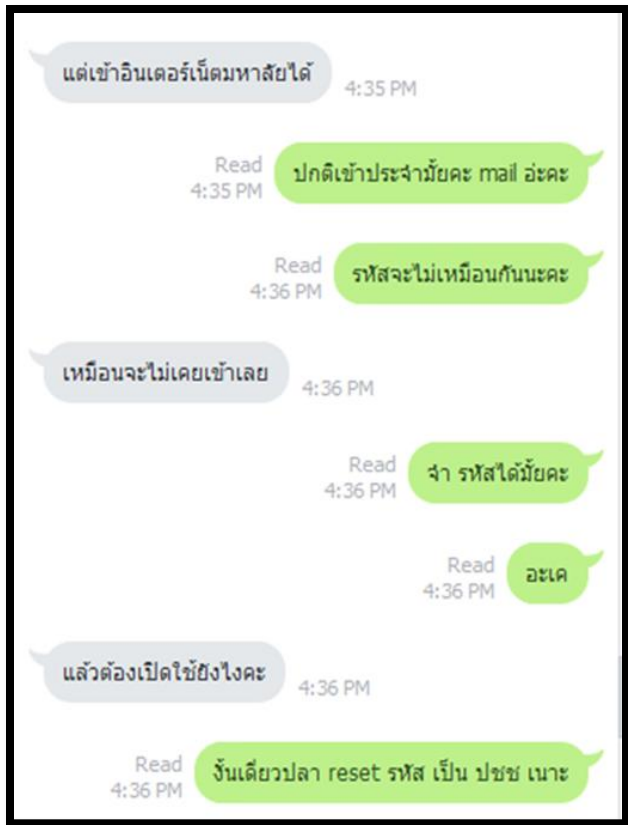 แต่เข้าอินเตอร์เน็ตมหาลัยได้
4:35 PM
Read
4:35 PM
ปกติเข้าประจำมั้ยคะ mail อ่ะคะ
Read
4:36 PM
รหัสจะไม่เหมือนกันนะคะ
เหมือนจะไม่เคยเข้าเลย
4:36 PM
Read
4:36 PM
จำ รหัสได้มั้ยคะ
Read
4:36 PM
อะเค
แล้วต้องเปิดใช้ยังไงคะ
4:36 PM
Read
4:36 PM
งั้นเดี๋ยวปลา reset รหัส เป็น ปชช เนาะ